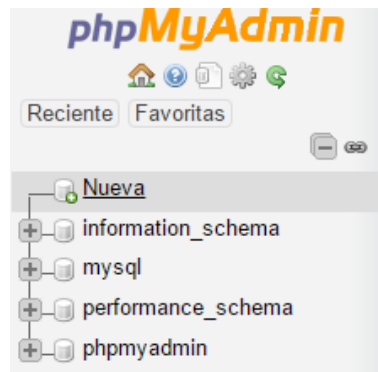 phpMyAdmin
Reciente Favoritas
Nueva
information_schema
mysql
performance_schema
phpmyadmin